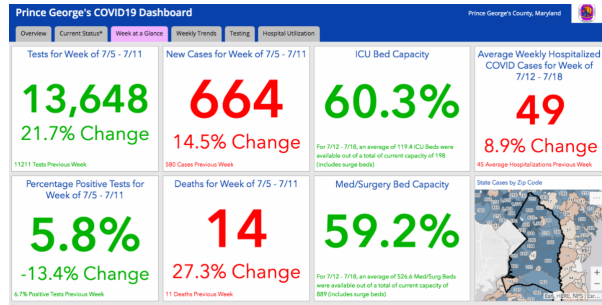 Prince George's COVID19 Dashboard
Prince George's County, Maryland
Overview
Current Status*
Week at a Glance
Weekly Trends
Testing
Hospital Utilization
Tests for Week of 7/5 - 7/11
13,648
21.7% Change
11211 Tests Previous Week
New Cases for Week of 7/5 - 7/11
664
14.5% Change
580 Cases Previous Week
ICU Bed Capacity
60.3%
For 7/12 - 7/18, an average of 119.4 ICU Beds were
available out of a total of current capacity of 198
(includes surge beds)
Average Weekly Hospitalized
COVID Cases for Week of
7/12 - 7/18
49
8.9% Change
45 Average Hospitalizations Previous Week
Percentage Positive Tests for
Week of 7/5 - 7/11
5.8%
-13.4% Change
6.7% Positive Tests Previous Week
Deaths for Week of 7/5 - 7/11
14
27.3% Change
11 Deaths Previous Week
Med/Surgery Bed Capacity
59.2%
For 7/12 - 7/18, an average of 526.6 Med/Surg Beds
were available out of a total of current capacity of
889 (includes surge beds)
State Cases by Zip Code
Esri, HERE, NPS | Esri...